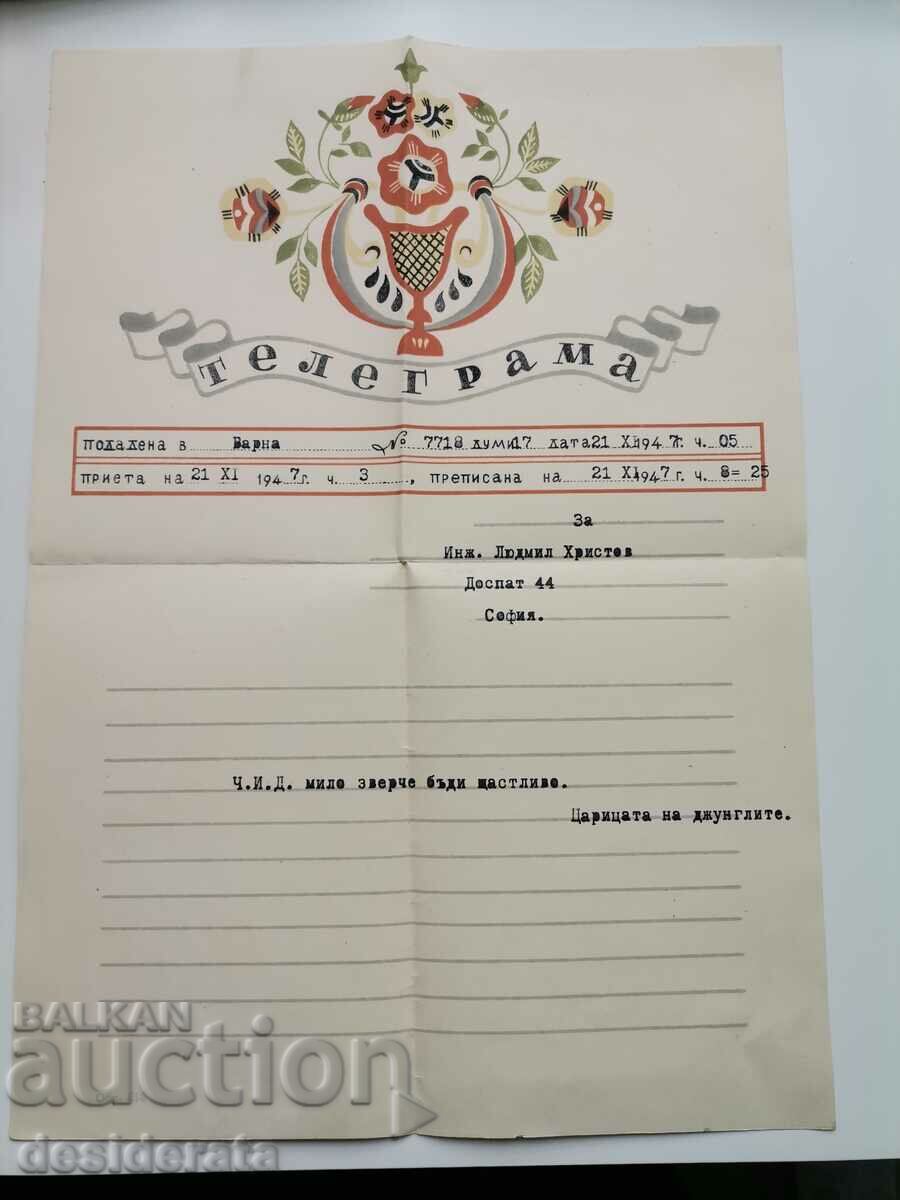 ТЕЛЕГРАМА
подадена в Варна № 7718 думи 17 дата 21 XI 1947 г. ч. 05
приета на 21 XI 1947 г. ч. 3, преписана на 21 XI 1947 г. ч. 8= 25
За
Инж. Людмил Христов
Доспат 44
София.
Ч.И.Д. мило зверче бъди щастливо.
Царицата на джунглите.
BALKAN
auction
desiderata